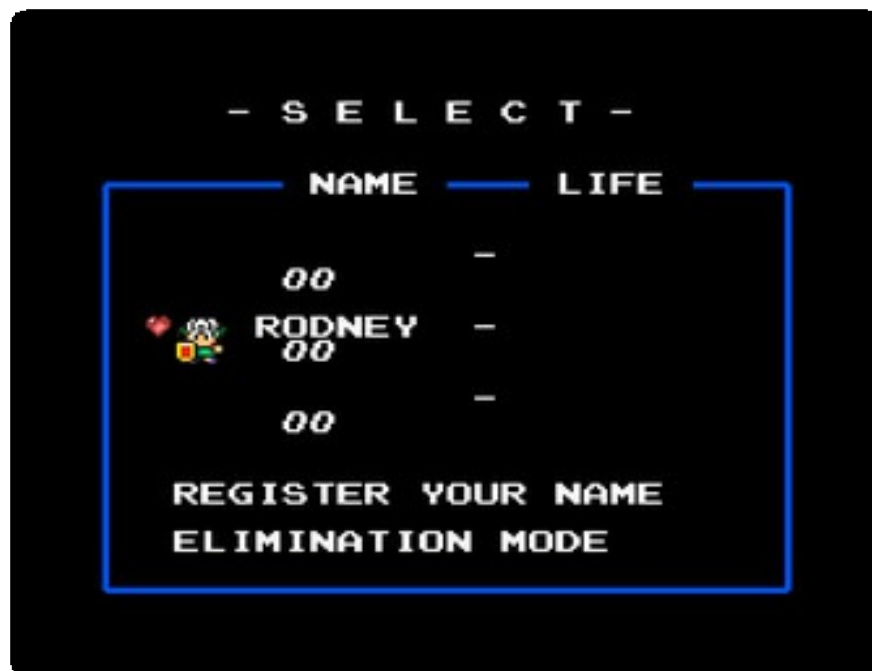 - S E L E C T -
NAME LIFE
-
00
RODNEY -
00
-
00
REGISTER YOUR NAME
ELIMINATION MODE